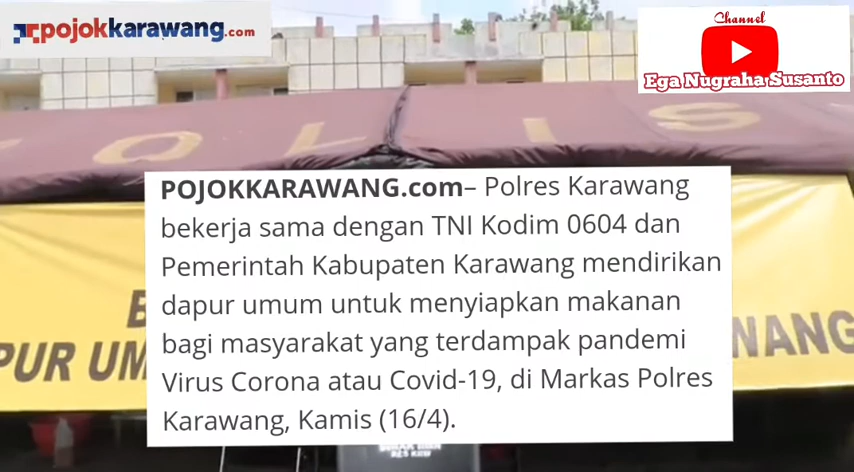 pojokkarawang.com
Channel
Ega Nugraha Susanto
POLIS
POJOKKARAWANG.com– Polres Karawang
bekerja sama dengan TNI Kodim 0604 dan
Pemerintah Kabupaten Karawang mendirikan
dapur umum untuk menyiapkan makanan
bagi masyarakat yang terdampak pandemi
Virus Corona atau Covid-19, di Markas Polres
Karawang, Kamis (16/4).